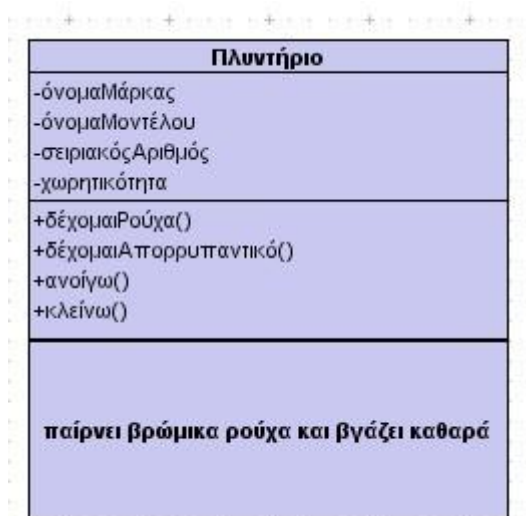 Πλυντήριο
-όνομαΜάρκας
-όνομαΜοντέλου
-σειριακόςΑριθμός
-χωρητικότητα
+δέχομαιΡούχα()
+δέχομαιΑπορρυπαντικό()
+ανοίγω()
+κλείνω()
παίρνει βρώμικα ρούχα και βγάζει καθαρά